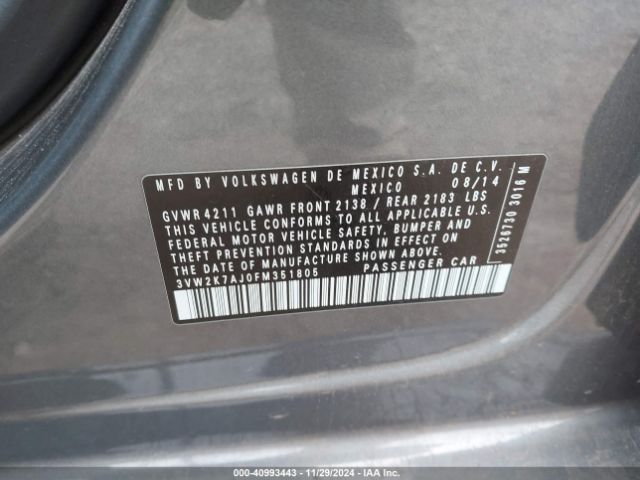 MFD BY VOLKSWAGEN DE MEXICO S.A. DE C.V.
MEXICO 08/14
GVWR 4211 GAWR FRONT 2138 / REAR 2183 LBS
THIS VEHICLE CONFORMS TO ALL APPLICABLE U.S.
FEDERAL MOTOR VEHICLE SAFETY, BUMPER AND
THEFT PREVENTION STANDARDS IN EFFECT ON
THE DATE OF MANUFACTURE SHOWN ABOVE.
3VW2K7AJ0FM351805 PASSENGER CAR
3526730 3016 M
000-40993443 - 11/29/2024 - IAA Inc.